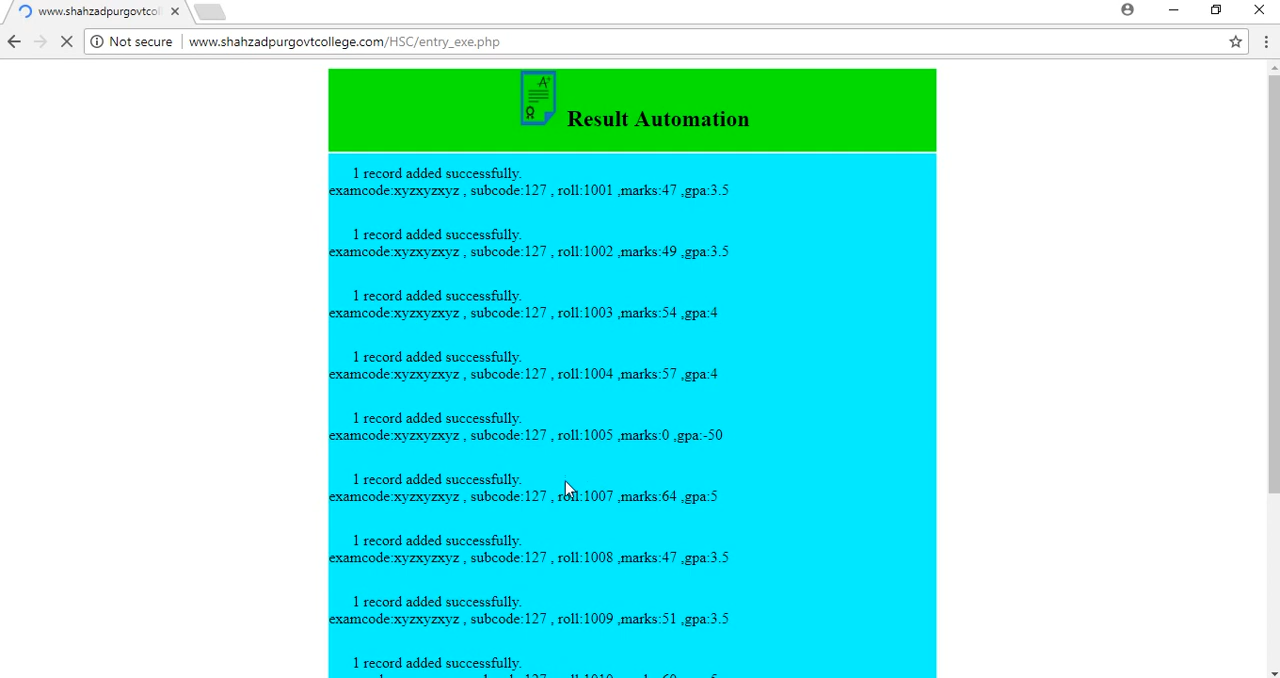 www.shahzadpurgovtcol
Not secure
www.shahzadpurgovtcollege.com/HSC/entry_exe.php
A+
Result Automation
1 record added successfully.
examcode:xyzxyzxyz , subcode:127 , roll:1001 ,marks:47 ,gpa:3.5
1 record added successfully.
examcode:xyzxyzxyz , subcode:127 , roll:1002 ,marks:49 ,gpa:3.5
1 record added successfully.
examcode:xyzxyzxyz , subcode:127 , roll:1003 ,marks:54 ,gpa:4
1 record added successfully.
examcode:xyzxyzxyz , subcode:127 , roll:1004 ,marks:57 ,gpa:4
1 record added successfully.
examcode:xyzxyzxyz , subcode:127 , roll:1005 ,marks:0 ,gpa:-50
1 record added successfully.
examcode:xyzxyzxyz , subcode:127 , roll:1007 ,marks:64 ,gpa:5
1 record added successfully.
examcode:xyzxyzxyz , subcode:127 , roll:1008 ,marks:47 ,gpa:3.5
1 record added successfully.
examcode:xyzxyzxyz , subcode:127 , roll:1009 ,marks:51 ,gpa:3.5
1 record added successfully.